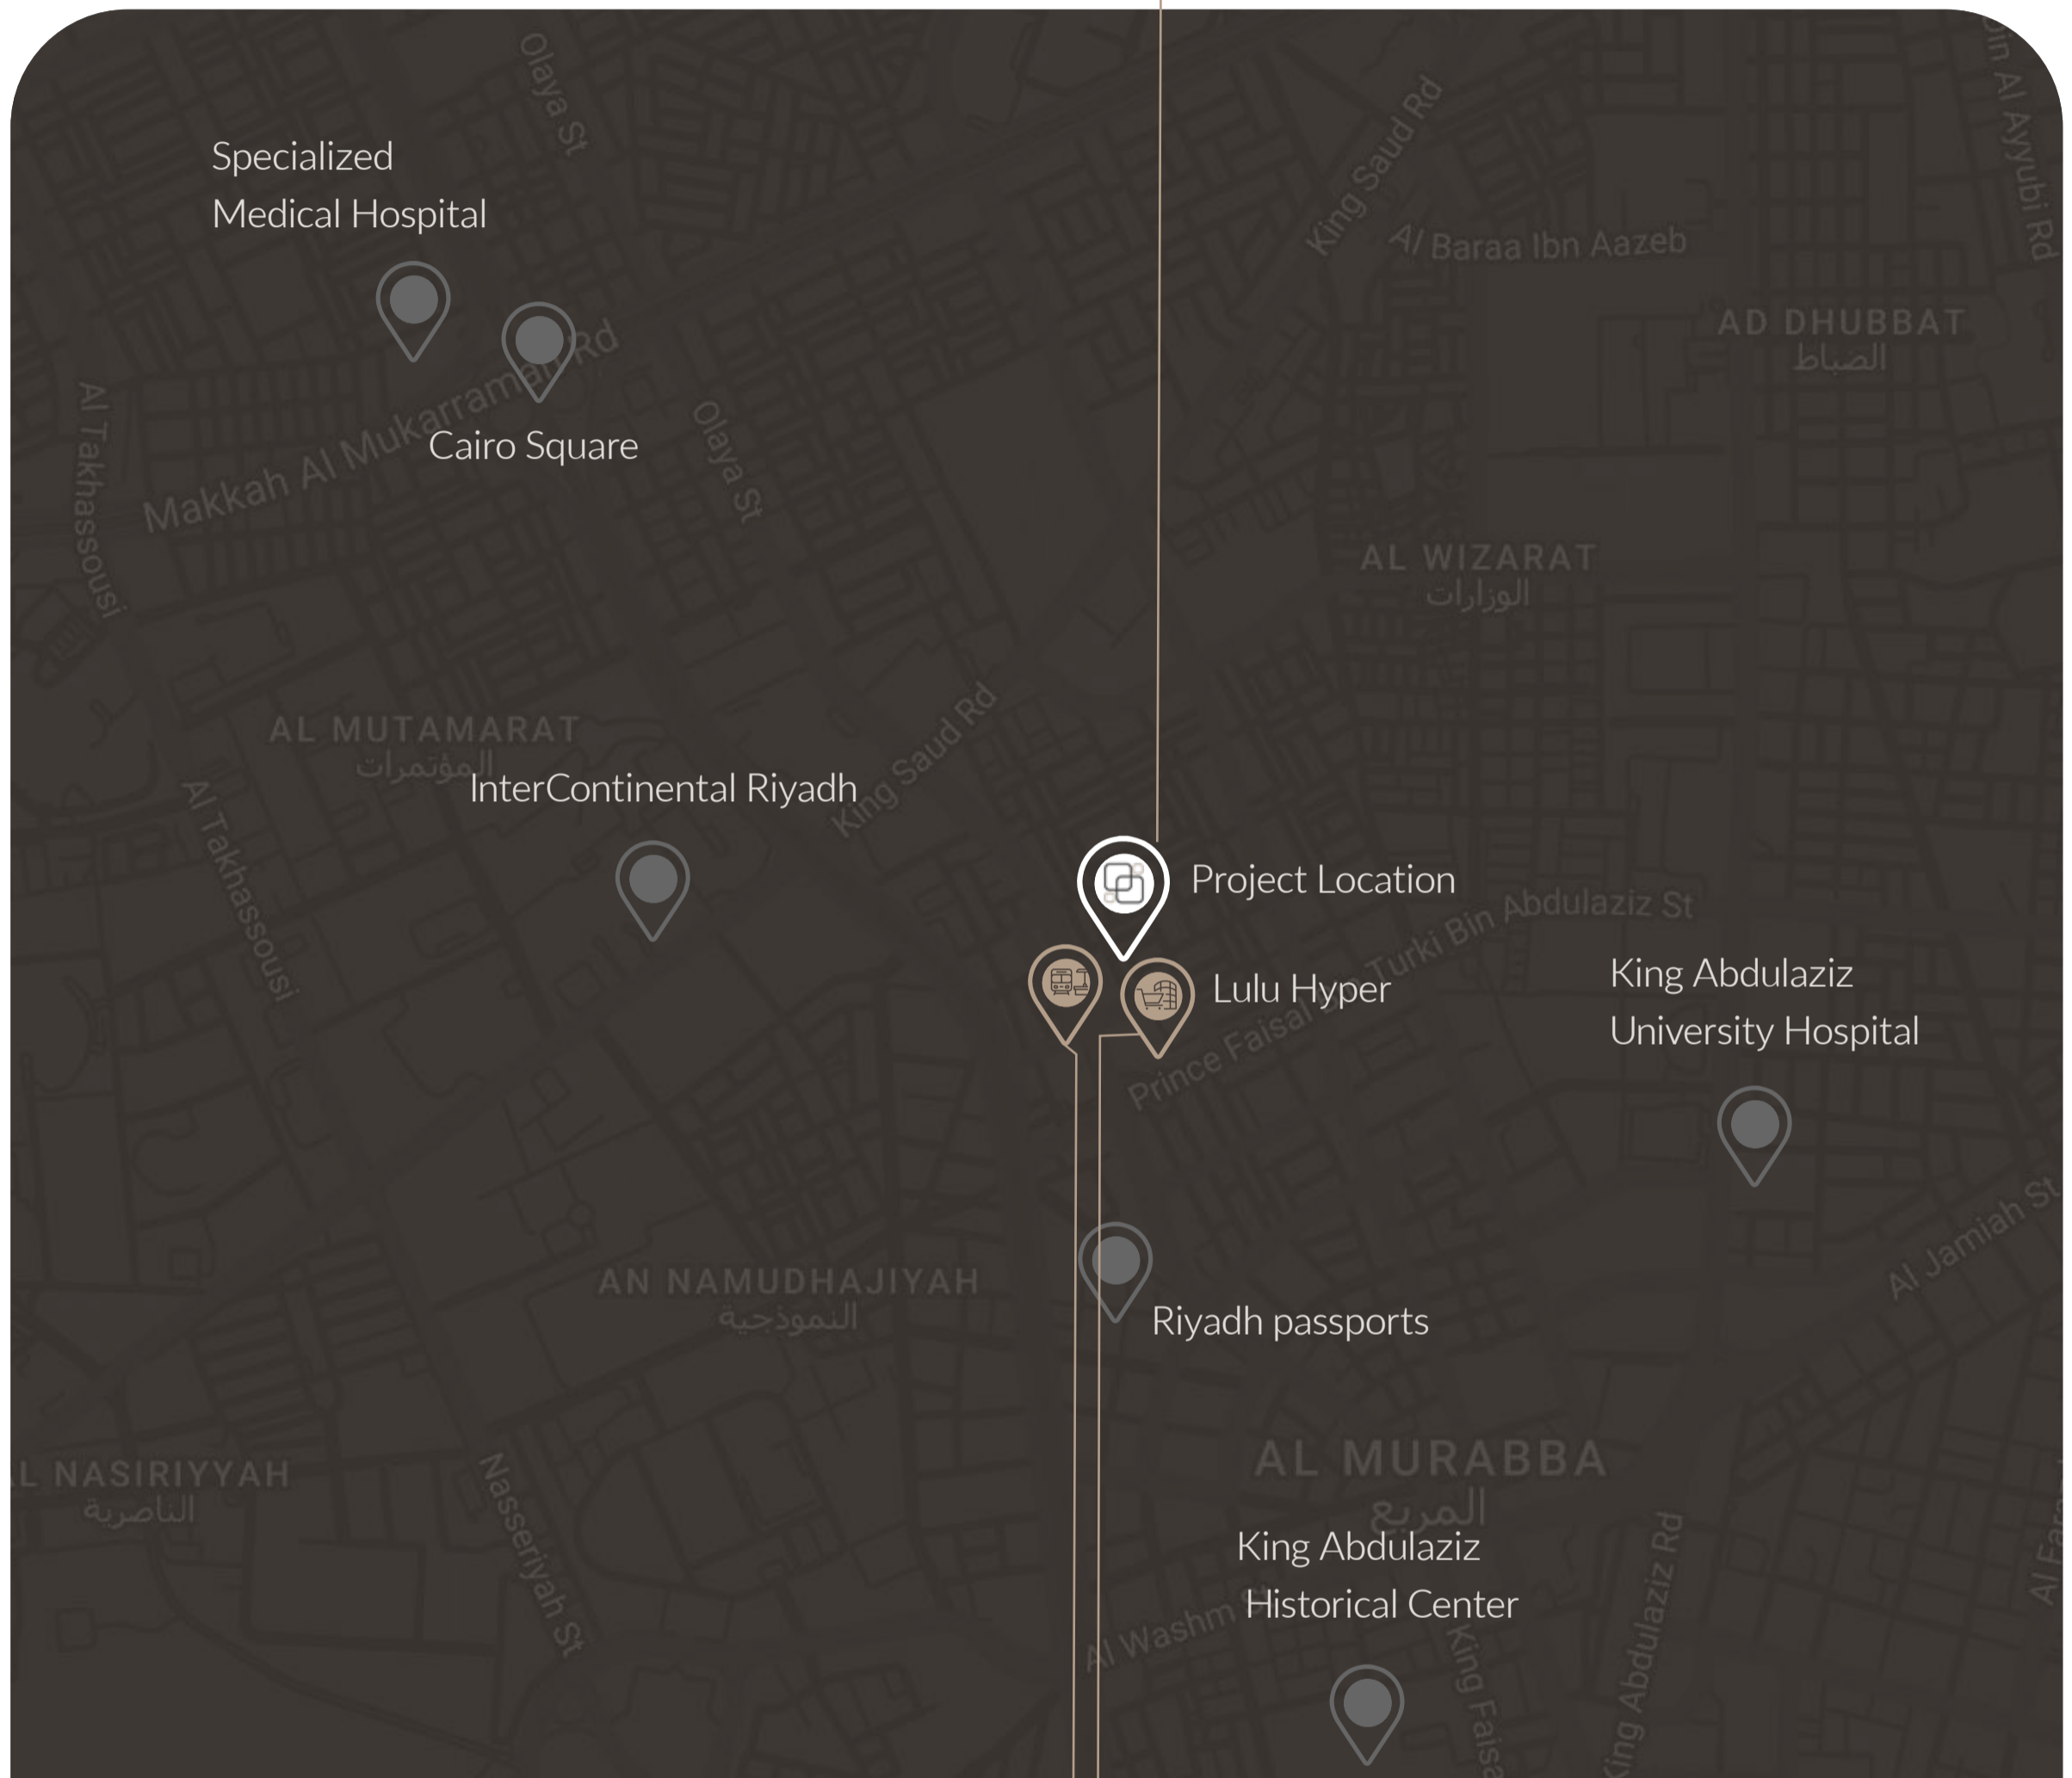 Olaya St
in Al Ayyubi Rd
King Saud Rd
Specialized
Medical Hospital
Al Baraa Ibn Aazeb
AD DHUBBAT
الضباط
Makkah Al Mukarramah Rd
Cairo Square
Al Takhassousi
Olaya St
AL WIZARAT
الوزارات
AL MUTAMARAT
المؤتمرات
InterContinental Riyadh
King Saud Rd
Al Takhassousi
Project Location
Prince Faisal Bin Turki Bin Abdulaziz St
Lulu Hyper
King Abdulaziz
University Hospital
Al Jamiah St
AN NAMUDHAJIYAH
النموذجية
Riyadh passports
AL MURABBA
المربع
L NASIRIYYAH
الناصرية
Nasseriyah St
King Abdulaziz
Historical Center
Al Washm
King Faisa
King Abdulaziz Rd